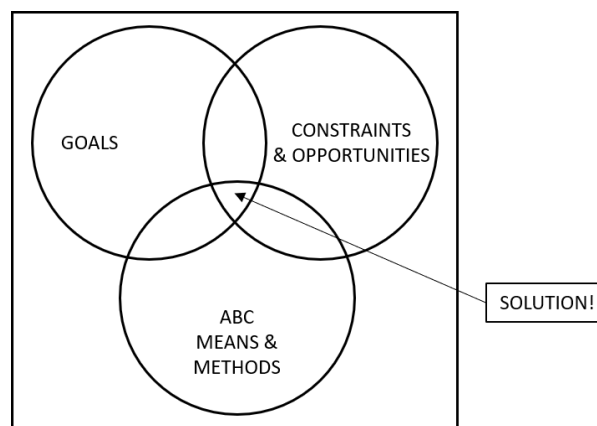 GOALS
CONSTRAINTS
& OPPORTUNITIES
SOLUTION!
ABC
MEANS &
METHODS